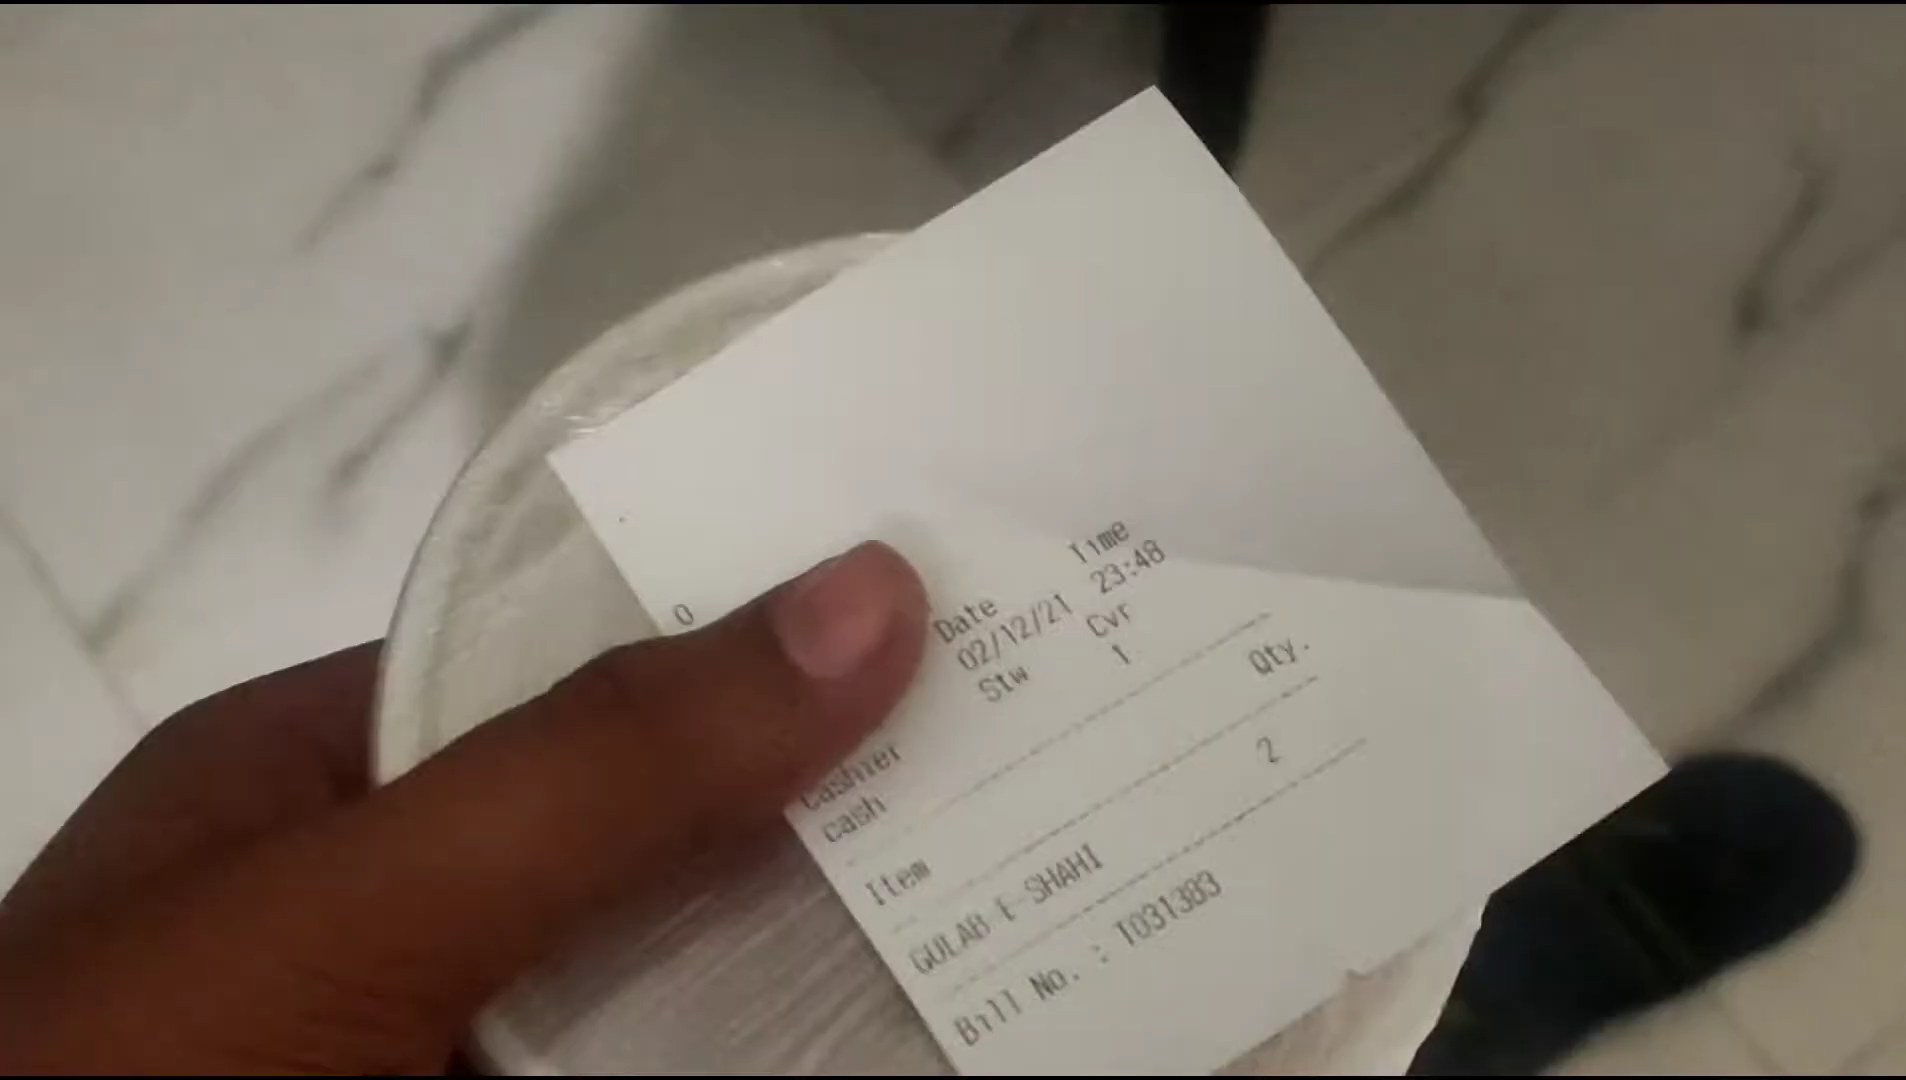 0
Date Time
02/12/21 23:48
Stw Cvr
1
Cashier
cash
Item Qty.
GULAB E SHAHI 2
Bill No. : T031383